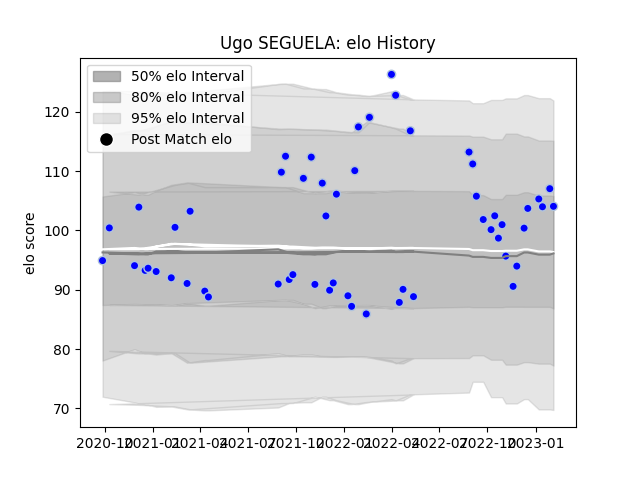 Ugo SEGUELA: elo History
50% elo Interval
80% elo Interval
95% elo Interval
Post Match elo
elo score
120
110
100
90
80
70
2020-10 2021-01 2021-04 2021-07 2021-10 2022-01 2022-04 2022-07 2022-10 2023-01